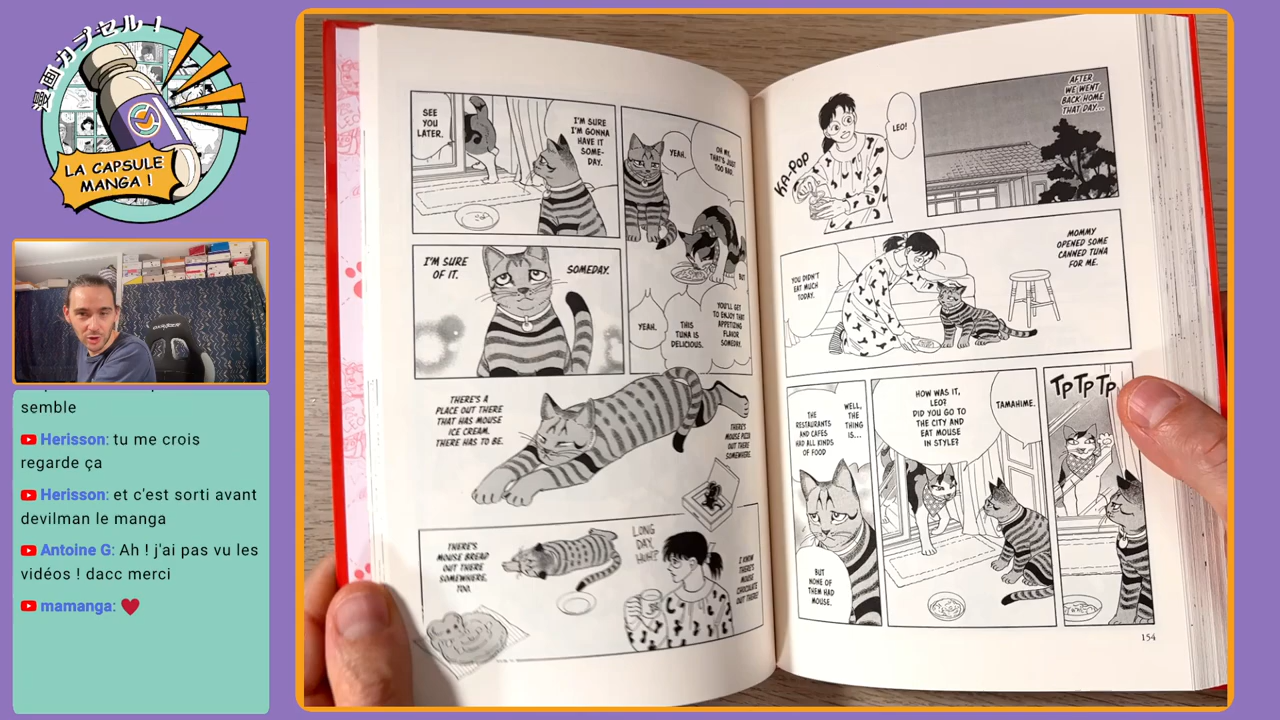 漫画カプセル！
LA CAPSULE
MANGA !
semble
Herisson: tu me crois
regarde ça
Herisson: et c'est sorti avant
devilman le manga
Antoine G: Ah ! j'ai pas vu les
vidéos ! dacc merci
mamanga: ❤
AFTER
WE WENT
BACK HOME
THAT DAY...
LEO!
KA-POP
MOMMY
OPENED SOME
CANNED TUNA
FOR ME.
YOU DIDN'T
EAT MUCH
TODAY.
TP TP TP
TAMAHIME.
HOW WAS IT,
LEO?
DID YOU GO TO
THE CITY AND
EAT MOUSE
IN STYLE?
WELL,
THE
THING
IS...
THE
RESTAURANTS
AND CAFES
HAD ALL KINDS
OF FOOD
BUT
NONE OF
THEM HAD
MOUSE.
154
OH MY,
THAT'S JUST
TOO BAD.
YEAH.
BUT
YOU'LL GET
TO ENJOY THAT
APPETIZING
FLAVOR
SOMEDAY.
THIS
TUNA IS
DELICIOUS.
YEAH.
I'M SURE
I'M GONNA
HAVE IT
SOME-
DAY.
SEE
YOU
LATER.
SOMEDAY.
I'M SURE
OF IT.
THERE'S
MOUSE PIZZA
OUT THERE
SOMEWHERE.
THERE'S A
PLACE OUT THERE
THAT HAS MOUSE
ICE CREAM.
THERE HAS TO BE.
I KNOW
THERE'S
MOUSE
CHOCOLATE
OUT THERE!
LONG
DAY,
HUH?
THERE'S
MOUSE BREAD
OUT THERE
SOMEWHERE,
TOO.